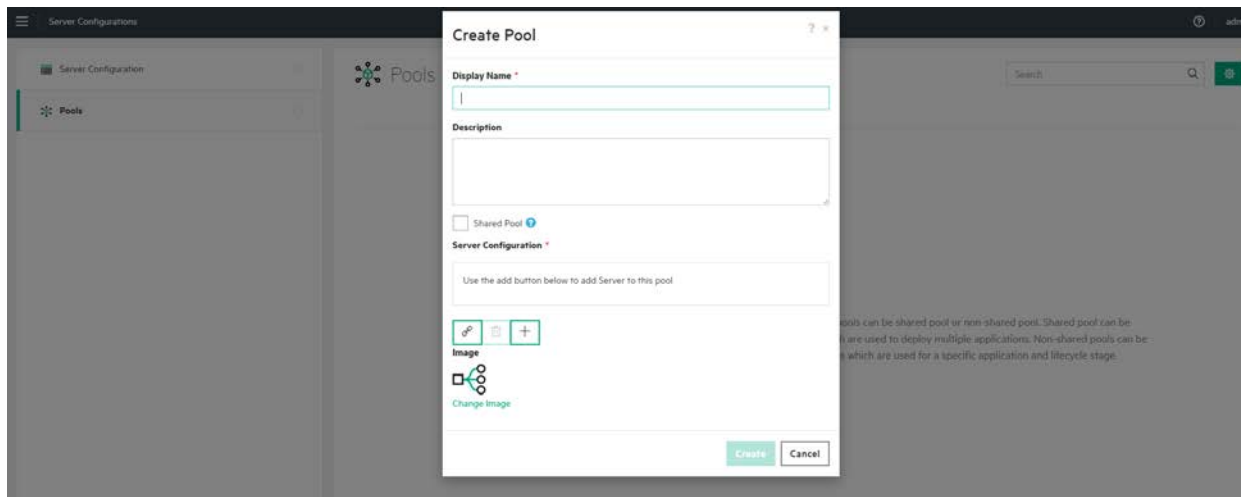 Server Configurations
adm
Server Configuration
Pools
Pools
Search
Create Pool
? ×
Display Name *
Description
Shared Pool ?
Server Configuration *
Use the add button below to add Server to this pool
Image
Change Image
Create
Cancel
can be shared pool or non-shared pool. Shared pool can be
are used to deploy multiple applications. Non-shared pools can be
which are used for a specific application and lifecycle stage.